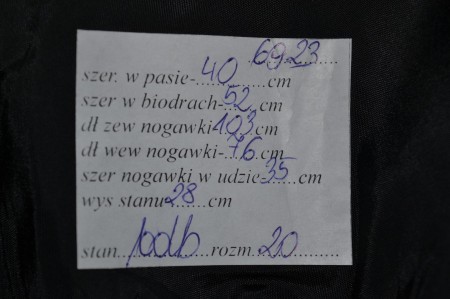 69.23
szer. w pasie-40......cm
szer w biodrach-52...cm
dł zew nogawki 103 cm
dł wew nogawki-.76.cm
szer nogawki w udzie-35......cm
wys stanu 28......cm
stan bdb rozm.20............